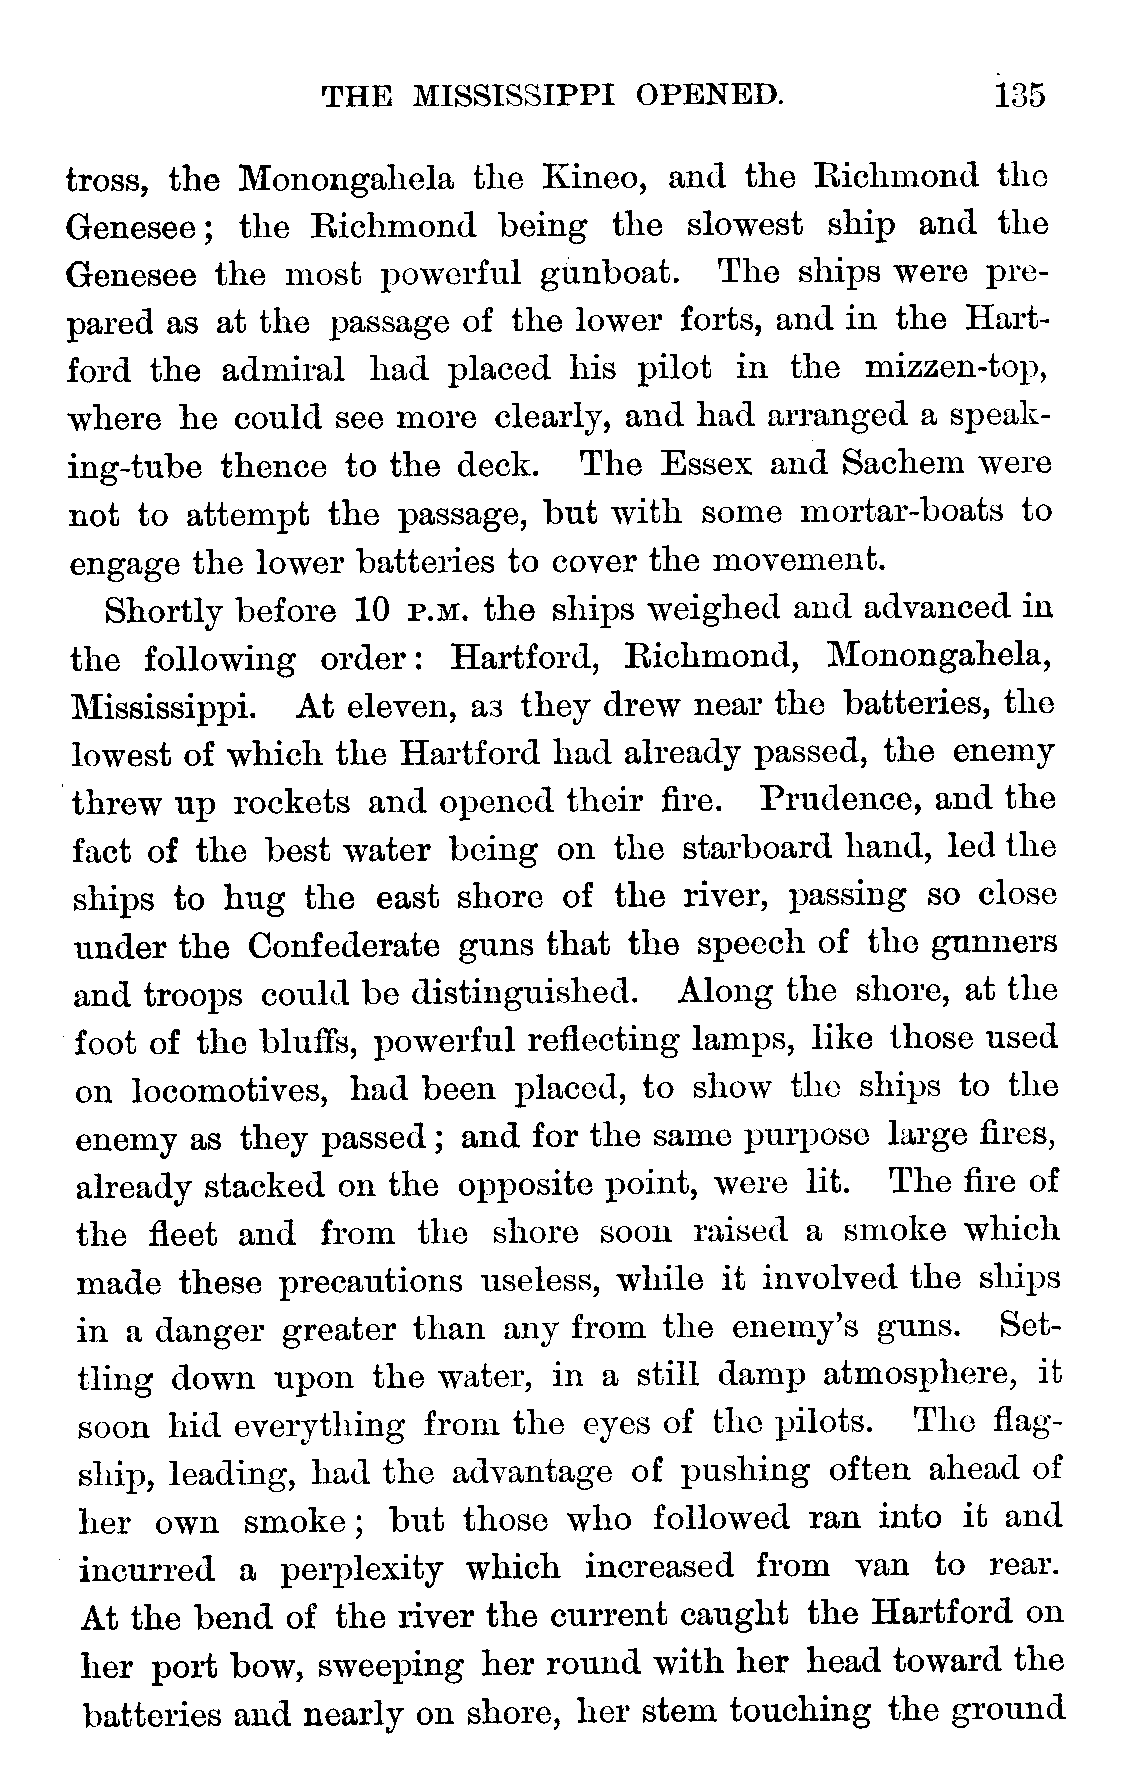 THE MISSISSIPPI OPENED. 135
tross, the Monongahela the Kineo, and the Richmond the
Genesee; the Richmond being the slowest ship and the
Genesee the most powerful gunboat. The ships were pre-
pared as at the passage of the lower forts, and in the Hart-
ford the admiral had placed his pilot in the mizzen-top,
where he could see more clearly, and had arranged a speak-
ing-tube thence to the deck. The Essex and Sachem were
not to attempt the passage, but with some mortar-boats to
engage the lower batteries to cover the movement.
Shortly before 10 P.M. the ships weighed and advanced in
the following order: Hartford, Richmond, Monongahela,
Mississippi. At eleven, as they drew near the batteries, the
lowest of which the Hartford had already passed, the enemy
threw up rockets and opened their fire. Prudence, and the
fact of the best water being on the starboard hand, led the
ships to hug the east shore of the river, passing so close
under the Confederate guns that the speech of the gunners
and troops could be distinguished. Along the shore, at the
foot of the bluffs, powerful reflecting lamps, like those used
on locomotives, had been placed, to show the ships to the
enemy as they passed; and for the same purpose large fires,
already stacked on the opposite point, were lit. The fire of
the fleet and from the shore soon raised a smoke which
made these precautions useless, while it involved the ships
in a danger greater than any from the enemy's guns. Set-
tling down upon the water, in a still damp atmosphere, it
soon hid everything from the eyes of the pilots. The flag-
ship, leading, had the advantage of pushing often ahead of
her own smoke; but those who followed ran into it and
incurred a perplexity which increased from van to rear.
At the bend of the river the current caught the Hartford on
her port bow, sweeping her round with her head toward the
batteries and nearly on shore, her stem touching the ground